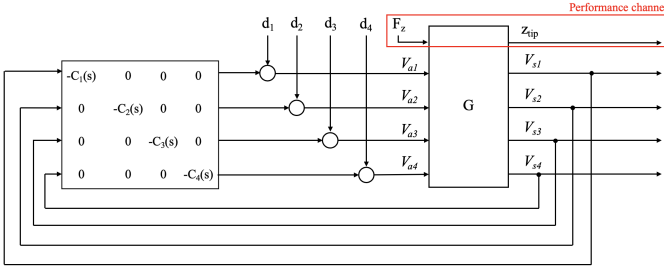 Performance channe
d1 d2 d3 d4 Fz ztip
-C1(s) 0 0 0 Va1 Vs1
0 -C2(s) 0 0 Va2 G Vs2
0 0 -C3(s) 0 Va3 Vs3
0 0 0 -C4(s) Va4 Vs4